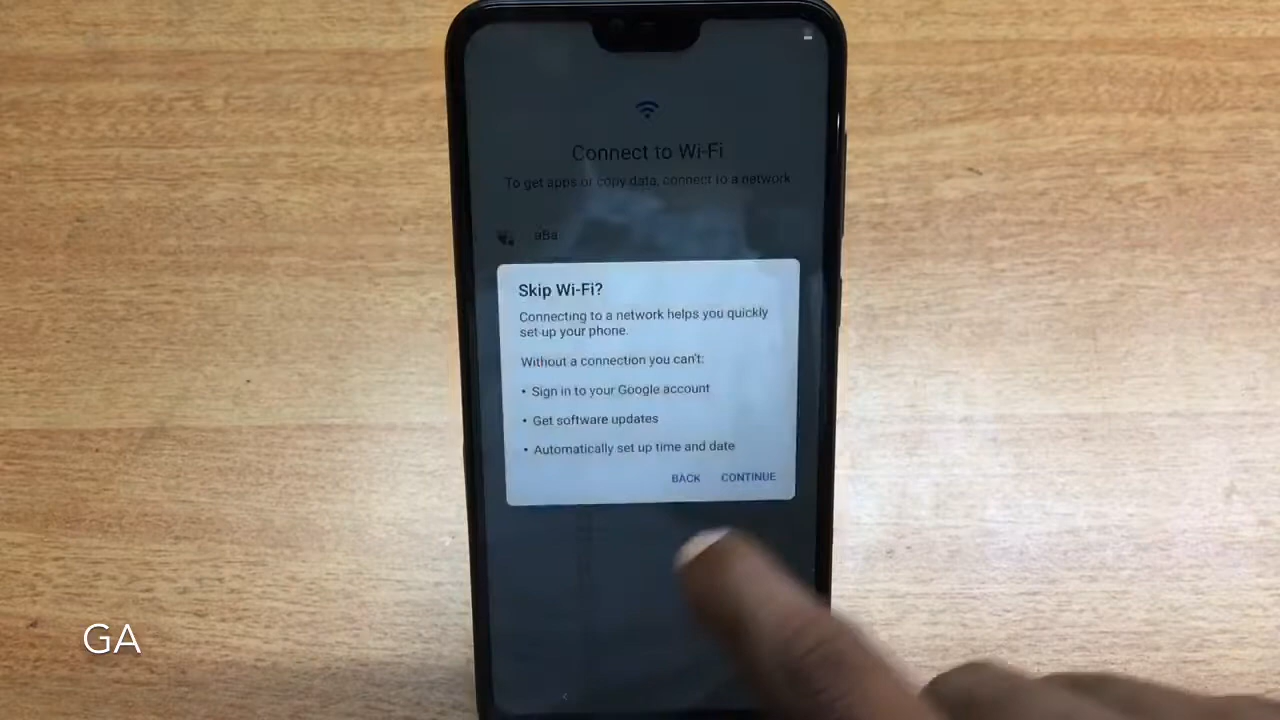 Connect to Wi-Fi
To get apps or copy data, connect to a network
aBa
Skip Wi-Fi?
Connecting to a network helps you quickly
set up your phone.
Without a connection you can't:
• Sign in to your Google account
• Get software updates
• Automatically set up time and date
BACK CONTINUE
GA